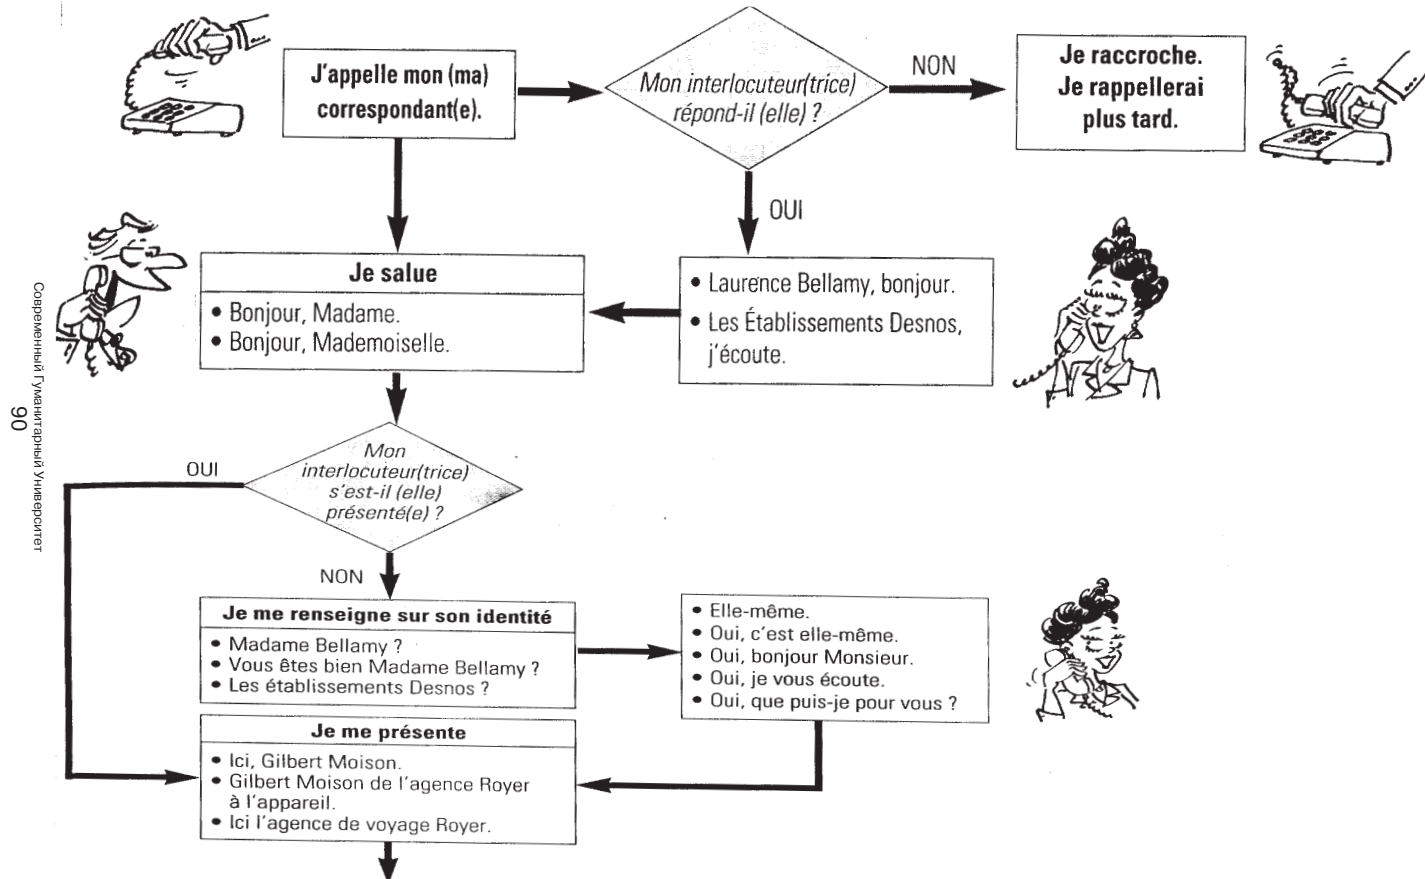 J'appelle mon (ma)
correspondant(e).
Mon interlocuteur(trice)
répond-il (elle) ?
NON
Je raccroche.
Je rappellerai
plus tard.
OUI
Je salue
• Bonjour, Madame.
• Bonjour, Mademoiselle.
• Laurence Bellamy, bonjour.
• Les Établissements Desnos,
j'écoute.
Mon
interlocuteur(trice)
s'est-il (elle)
présenté(e) ?
OUI
NON
Je me renseigne sur son identité
• Madame Bellamy ?
• Vous êtes bien Madame Bellamy ?
• Les établissements Desnos ?
• Elle-même.
• Oui, c'est elle-même.
• Oui, bonjour Monsieur.
• Oui, je vous écoute.
• Oui, que puis-je pour vous ?
Je me présente
• Ici, Gilbert Moison.
• Gilbert Moison de l'agence Royer
à l'appareil.
• Ici l'agence de voyage Royer.
Современный Гуманитарный Университет
90